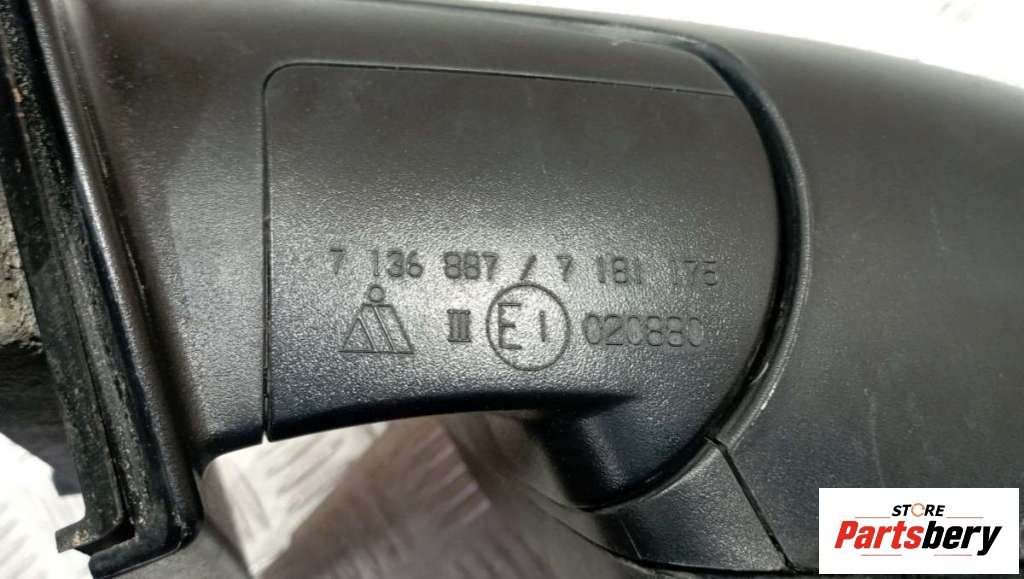 7 136 887 / 7 181 175
III E1 020880
STORE
Partsbery